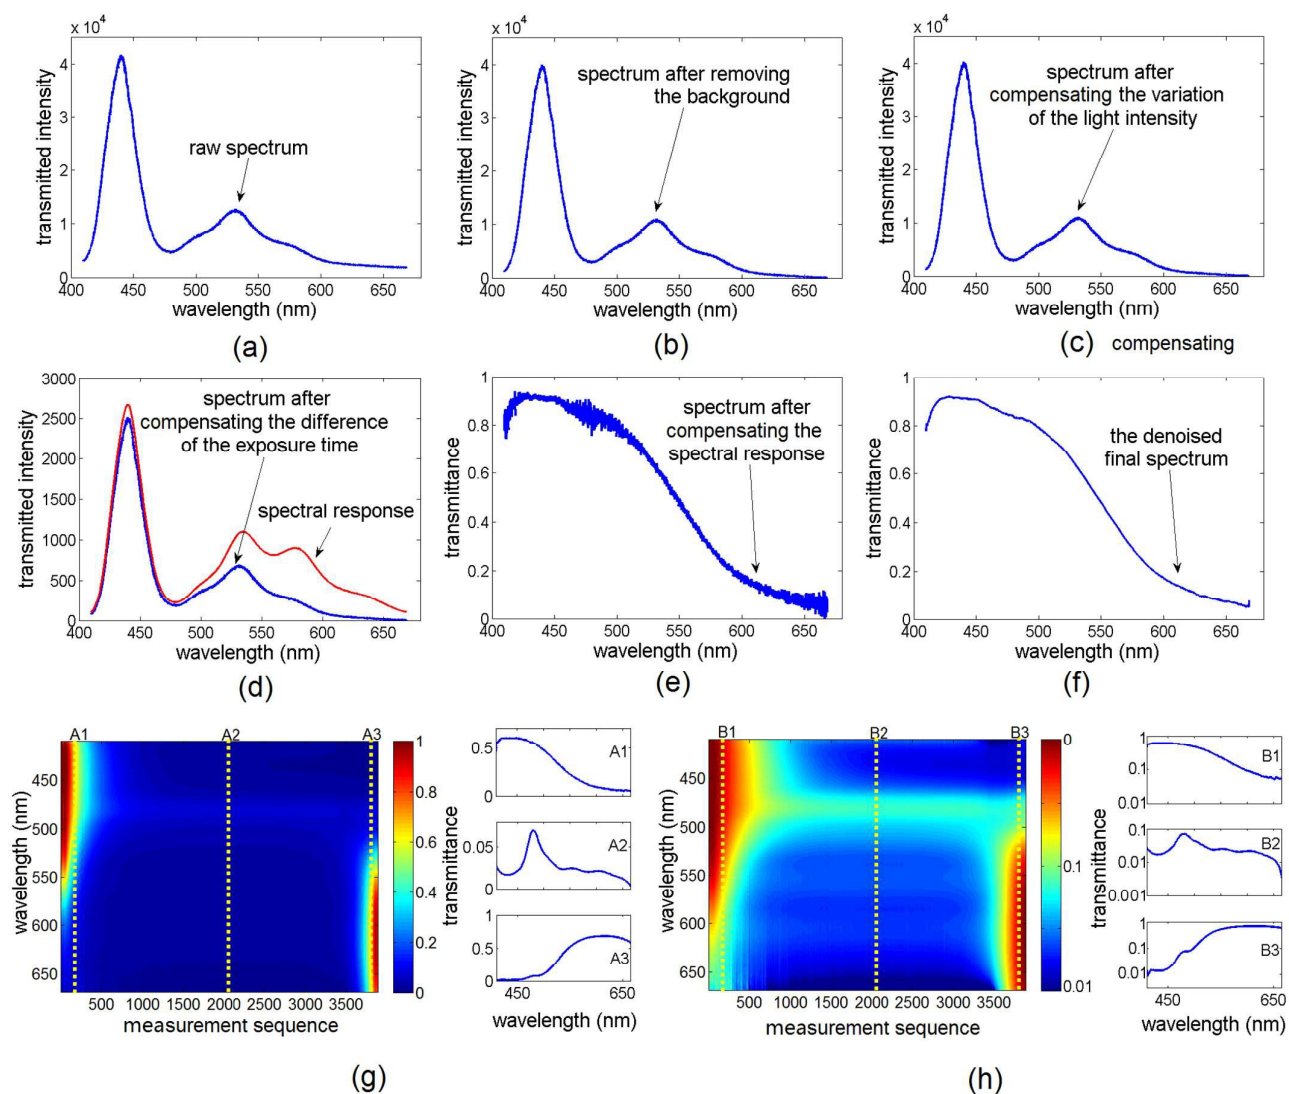 x 10^4
transmitted intensity
4
3
2
1
0
raw spectrum
400 450 500 550 600 650
wavelength (nm)
(a)
x 10^4
transmitted intensity
4
3
2
1
0
spectrum after removing
the background
400 450 500 550 600 650
wavelength (nm)
(b)
x 10^4
transmitted intensity
4
3
2
1
0
spectrum after
compensating the variation
of the light intensity
400 450 500 550 600 650
wavelength (nm)
(c) compensating
transmitted intensity
3000
2500
2000
1500
1000
500
0
spectrum after
compensating the difference
of the exposure time
spectral response
400 450 500 550 600 650
wavelength (nm)
(d)
transmittance
1
0.8
0.6
0.4
0.2
0
spectrum after
compensating the
spectral response
400 450 500 550 600 650
wavelength (nm)
(e)
transmittance
1
0.8
0.6
0.4
0.2
0
the denoised
final spectrum
400 450 500 550 600 650
wavelength (nm)
(f)
A1 A2 A3
wavelength (nm)
450
500
550
600
650
500 1000 1500 2000 2500 3000 3500
measurement sequence
1
0.8
0.6
0.4
0.2
0
transmittance
0.5
0
A1
0.05
0
A2
1
0.5
0
A3
450 650
wavelength (nm)
(g)
B1 B2 B3
wavelength (nm)
450
500
550
600
650
500 1000 1500 2000 2500 3000 3500
measurement sequence
0
0.1
0.01
transmittance
1
0.1
0.01
B1
0.1
0.01
0.001
B2
1
0.1
0.01
B3
450 650
wavelength (nm)
(h)